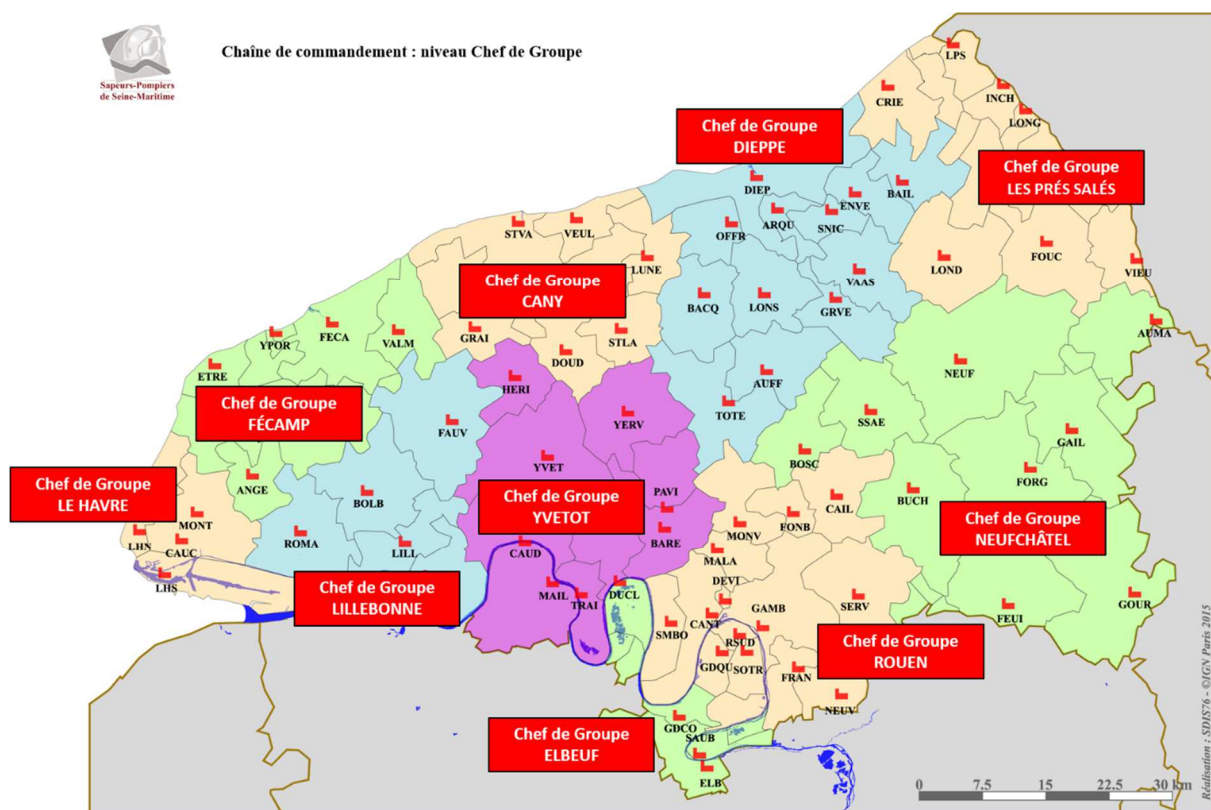 Chaîne de commandement : niveau Chef de Groupe
Sapeurs-Pompiers
de Seine-Maritime
LPS
CRIE
INCH
LONG
Chef de Groupe
DIEPPE
Chef de Groupe
LES PRÉS SALÉS
DIEP
ENVE
BAIL
ARQU
SNIC
OFFR
STVA
VEUL
LUNE
LOND
FOUC
VIEU
VAAS
Chef de Groupe
CANY
BACQ
LONS
GRVE
AUMA
YPOR
FECA
VALM
GRAI
STLA
DOUD
NEUF
ETRE
HERI
AUFF
TOTE
Chef de Groupe
FÉCAMP
FAUV
YERV
SSAE
GAIL
BOSC
YVET
FORG
Chef de Groupe
LE HAVRE
ANGE
BOLB
Chef de Groupe
YVETOT
PAVI
CAIL
BUCH
MONT
FONB
Chef de Groupe
NEUFCHÂTEL
LHN
CAUC
ROMA
LILL
CAUD
BARE
MONV
MALA
LHS
Chef de Groupe
LILLEBONNE
MAIL
TRAI
DUCL
DEVI
SERV
GOUR
FEUI
SMBO
CANT
GAMB
RSUD
GDQU
SOTR
Chef de Groupe
ROUEN
FRAN
NEUV
Chef de Groupe
ELBEUF
GDCO
SAUB
ELB
0 7.5 15 22.5 30 km
Réalisation : SDIS76 - ©IGN Paris 2015